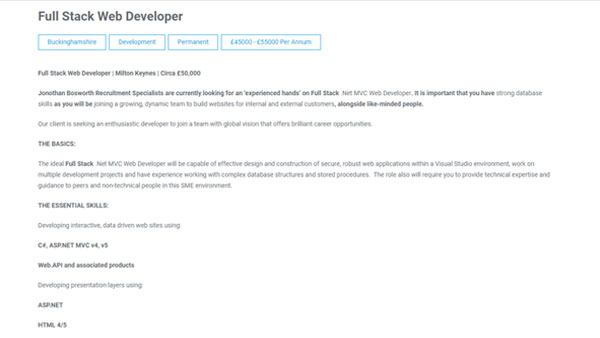 Full Stack Web Developer
Buckinghamshire
Development
Permanent
£45000 - £55000 Per Annum
Full Stack Web Developer | Milton Keynes | Circa £50,000
Jonothan Bosworth Recruitment Specialists are currently looking for an 'experienced hands' on Full Stack .Net MVC Web Developer. It is important that you have strong database
skills as you will be joining a growing, dynamic team to build websites for internal and external customers, alongside like-minded people.
Our client is seeking an enthusiastic developer to join a team with global vision that offers brilliant career opportunities.
THE BASICS:
The ideal Full Stack .Net MVC Web Developer will be capable of effective design and construction of secure, robust web applications within a Visual Studio environment, work on
multiple development projects and have experience working with complex database structures and stored procedures. The role also will require you to provide technical expertise and
guidance to peers and non-technical people in this SME environment.
THE ESSENTIAL SKILLS:
Developing interactive, data driven web sites using:
C#, ASP.NET MVC v4, v5
Web.API and associated products
Developing presentation layers using:
ASP.NET
HTML 4/5